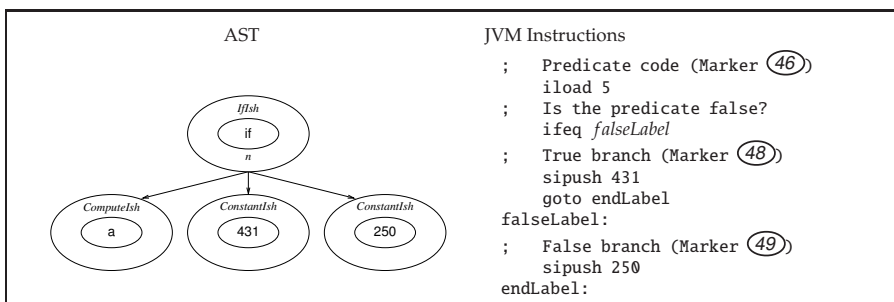 AST
IfIsh
if
n
ComputeIsh
a
ConstantIsh
431
ConstantIsh
250
JVM Instructions
; Predicate code (Marker 46)
iload 5
; Is the predicate false?
ifeq falseLabel
; True branch (Marker 48)
sipush 431
goto endLabel
falseLabel:
; False branch (Marker 49)
sipush 250
endLabel: